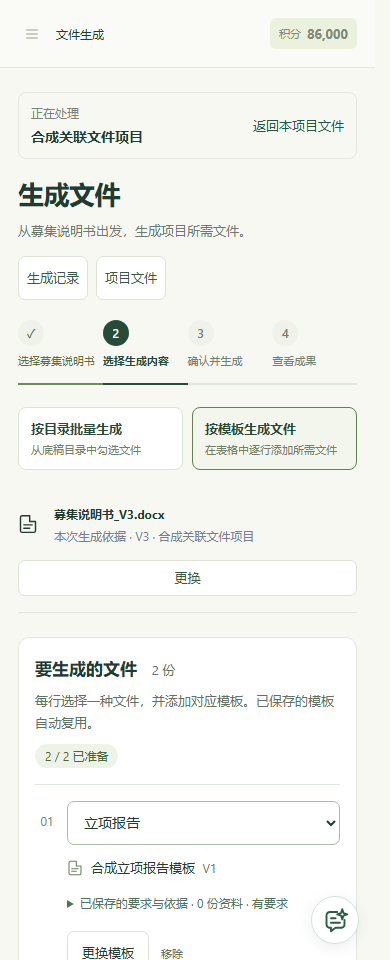 文件生成
积分 86,000
正在处理
合成关联文件项目
返回本项目文件
生成文件
从募集说明书出发，生成项目所需文件。
生成记录
项目文件
✓ 2 3 4
选择募集说明书 选择生成内容 确认并生成 查看成果
按目录批量生成
从底稿目录中勾选文件
按模板生成文件
在表格中逐行添加所需文件
募集说明书_V3.docx
本次生成依据 · V3 · 合成关联文件项目
更换
要生成的文件 2 份
每行选择一种文件，并添加对应模板。已保存的模板
自动复用。
2 / 2 已准备
01 立项报告
合成立项报告模板 V1
已保存的要求与依据 · 0 份资料 · 有要求
更换模板 移除